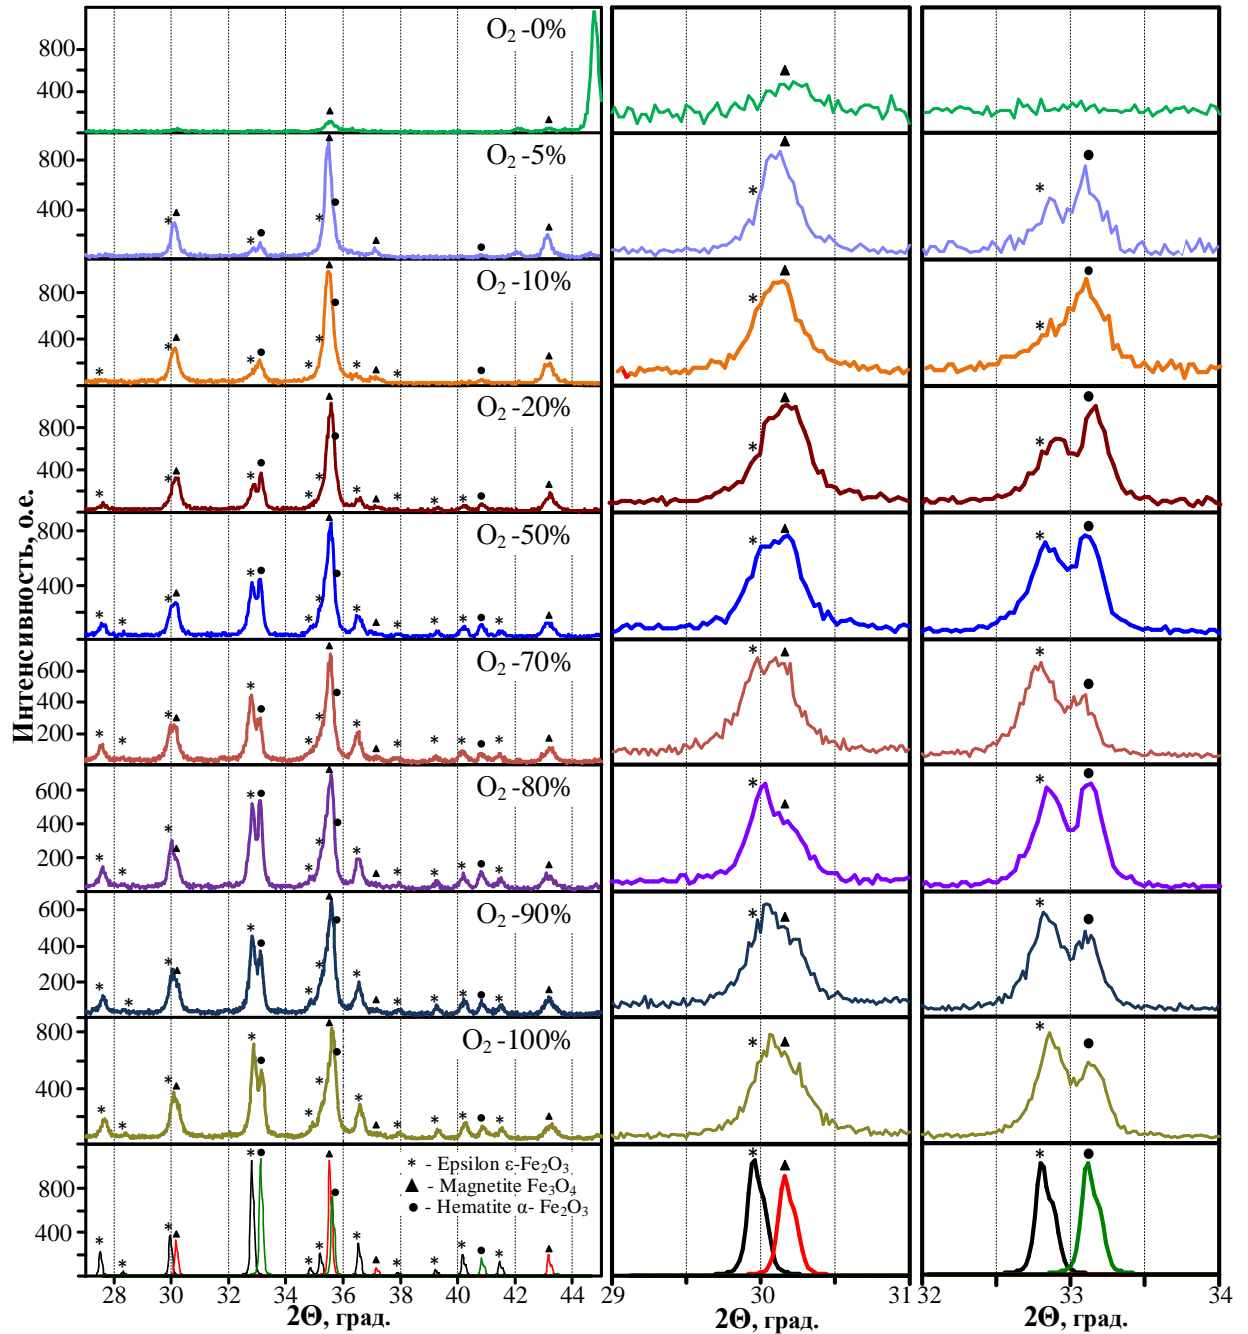 Интенсивность, о.е.
O2 -0%
800
400
O2 -5%
800
400
O2 -10%
800
400
O2 -20%
800
400
O2 -50%
800
400
O2 -70%
600
400
200
O2 -80%
600
400
200
O2 -90%
600
400
200
O2 -100%
800
400
* - Epsilon ε-Fe2O3
▲ - Magnetite Fe3O4
● - Hematite α- Fe2O3
800
400
28 30 32 34 36 38 40 42 44
2Θ, град.
29 30 31
2Θ, град.
32 33 34
2Θ, град.